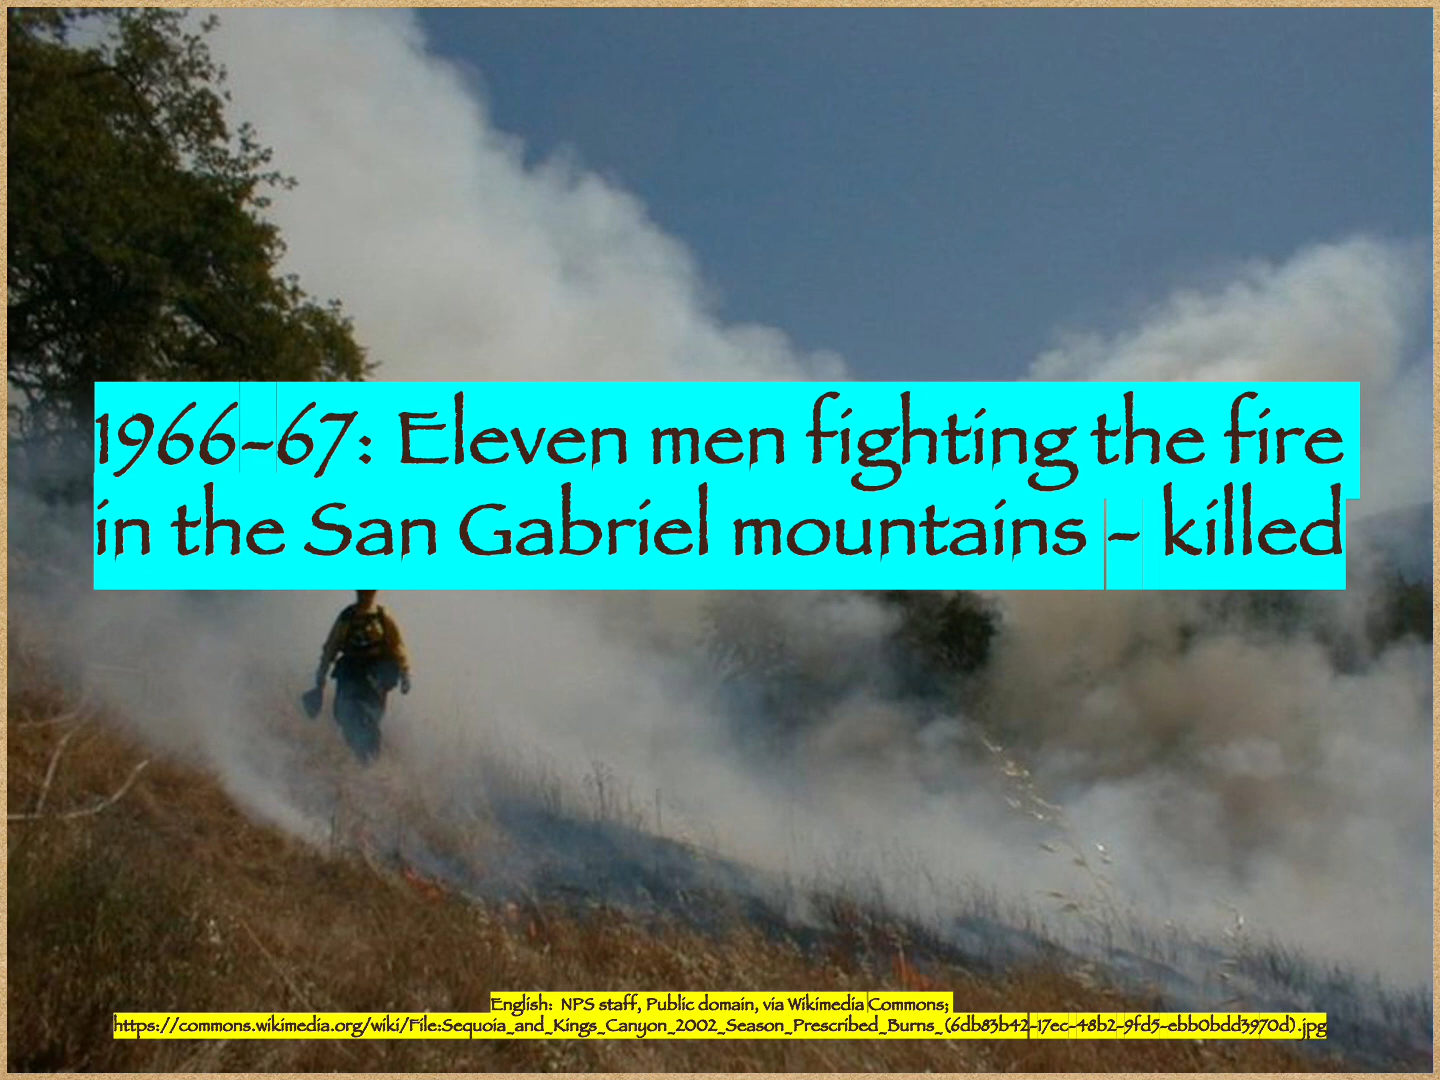 1966-67: Eleven men fighting the fire
in the San Gabriel mountains - killed
English: NPS staff, Public domain, via Wikimedia Commons;
https://commons.wikimedia.org/wiki/File:Sequoia_and_Kings_Canyon_2002_Season_Prescribed_Burns_(6db83b42-17ec-48b2-9fd5-ebb0bdd3970d).jpg